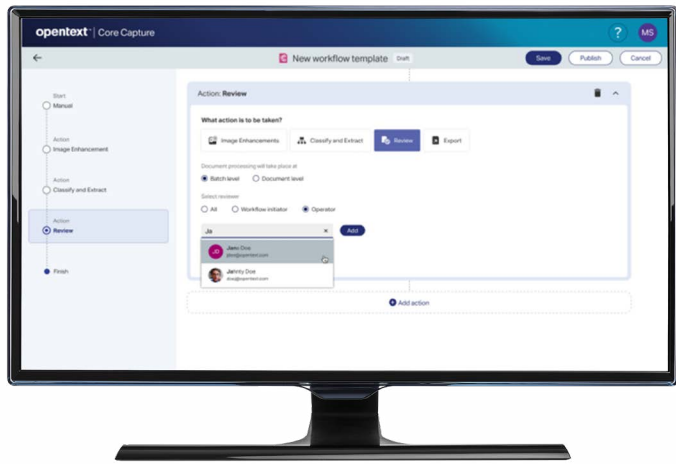 opentext™ | Core Capture
? MS
New workflow template Draft
Save Publish Cancel
Start
Manual
Action
Image Enhancement
Action
Classify and Extract
Action
Review
Finish
Action: Review
What action is to be taken?
Image Enhancements Classify and Extract Review Export
Document processing will take place at
Batch level Document level
Select reviewer
All Workflow initiator Operator
Ja × Add
JD Jane Doe
Doe
Add action